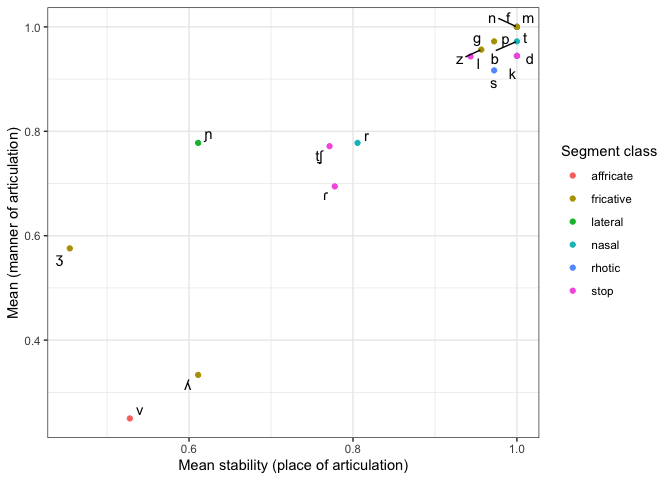 1.0
0.8
0.6
0.4
0.6
0.8
1.0
Mean (manner of articulation)
Mean stability (place of articulation)
n f m
g p t
z l b d
k
s
ɲ
tʃ r
ɾ
ʒ
ʎ
v
Segment class
affricate
fricative
lateral
nasal
rhotic
stop